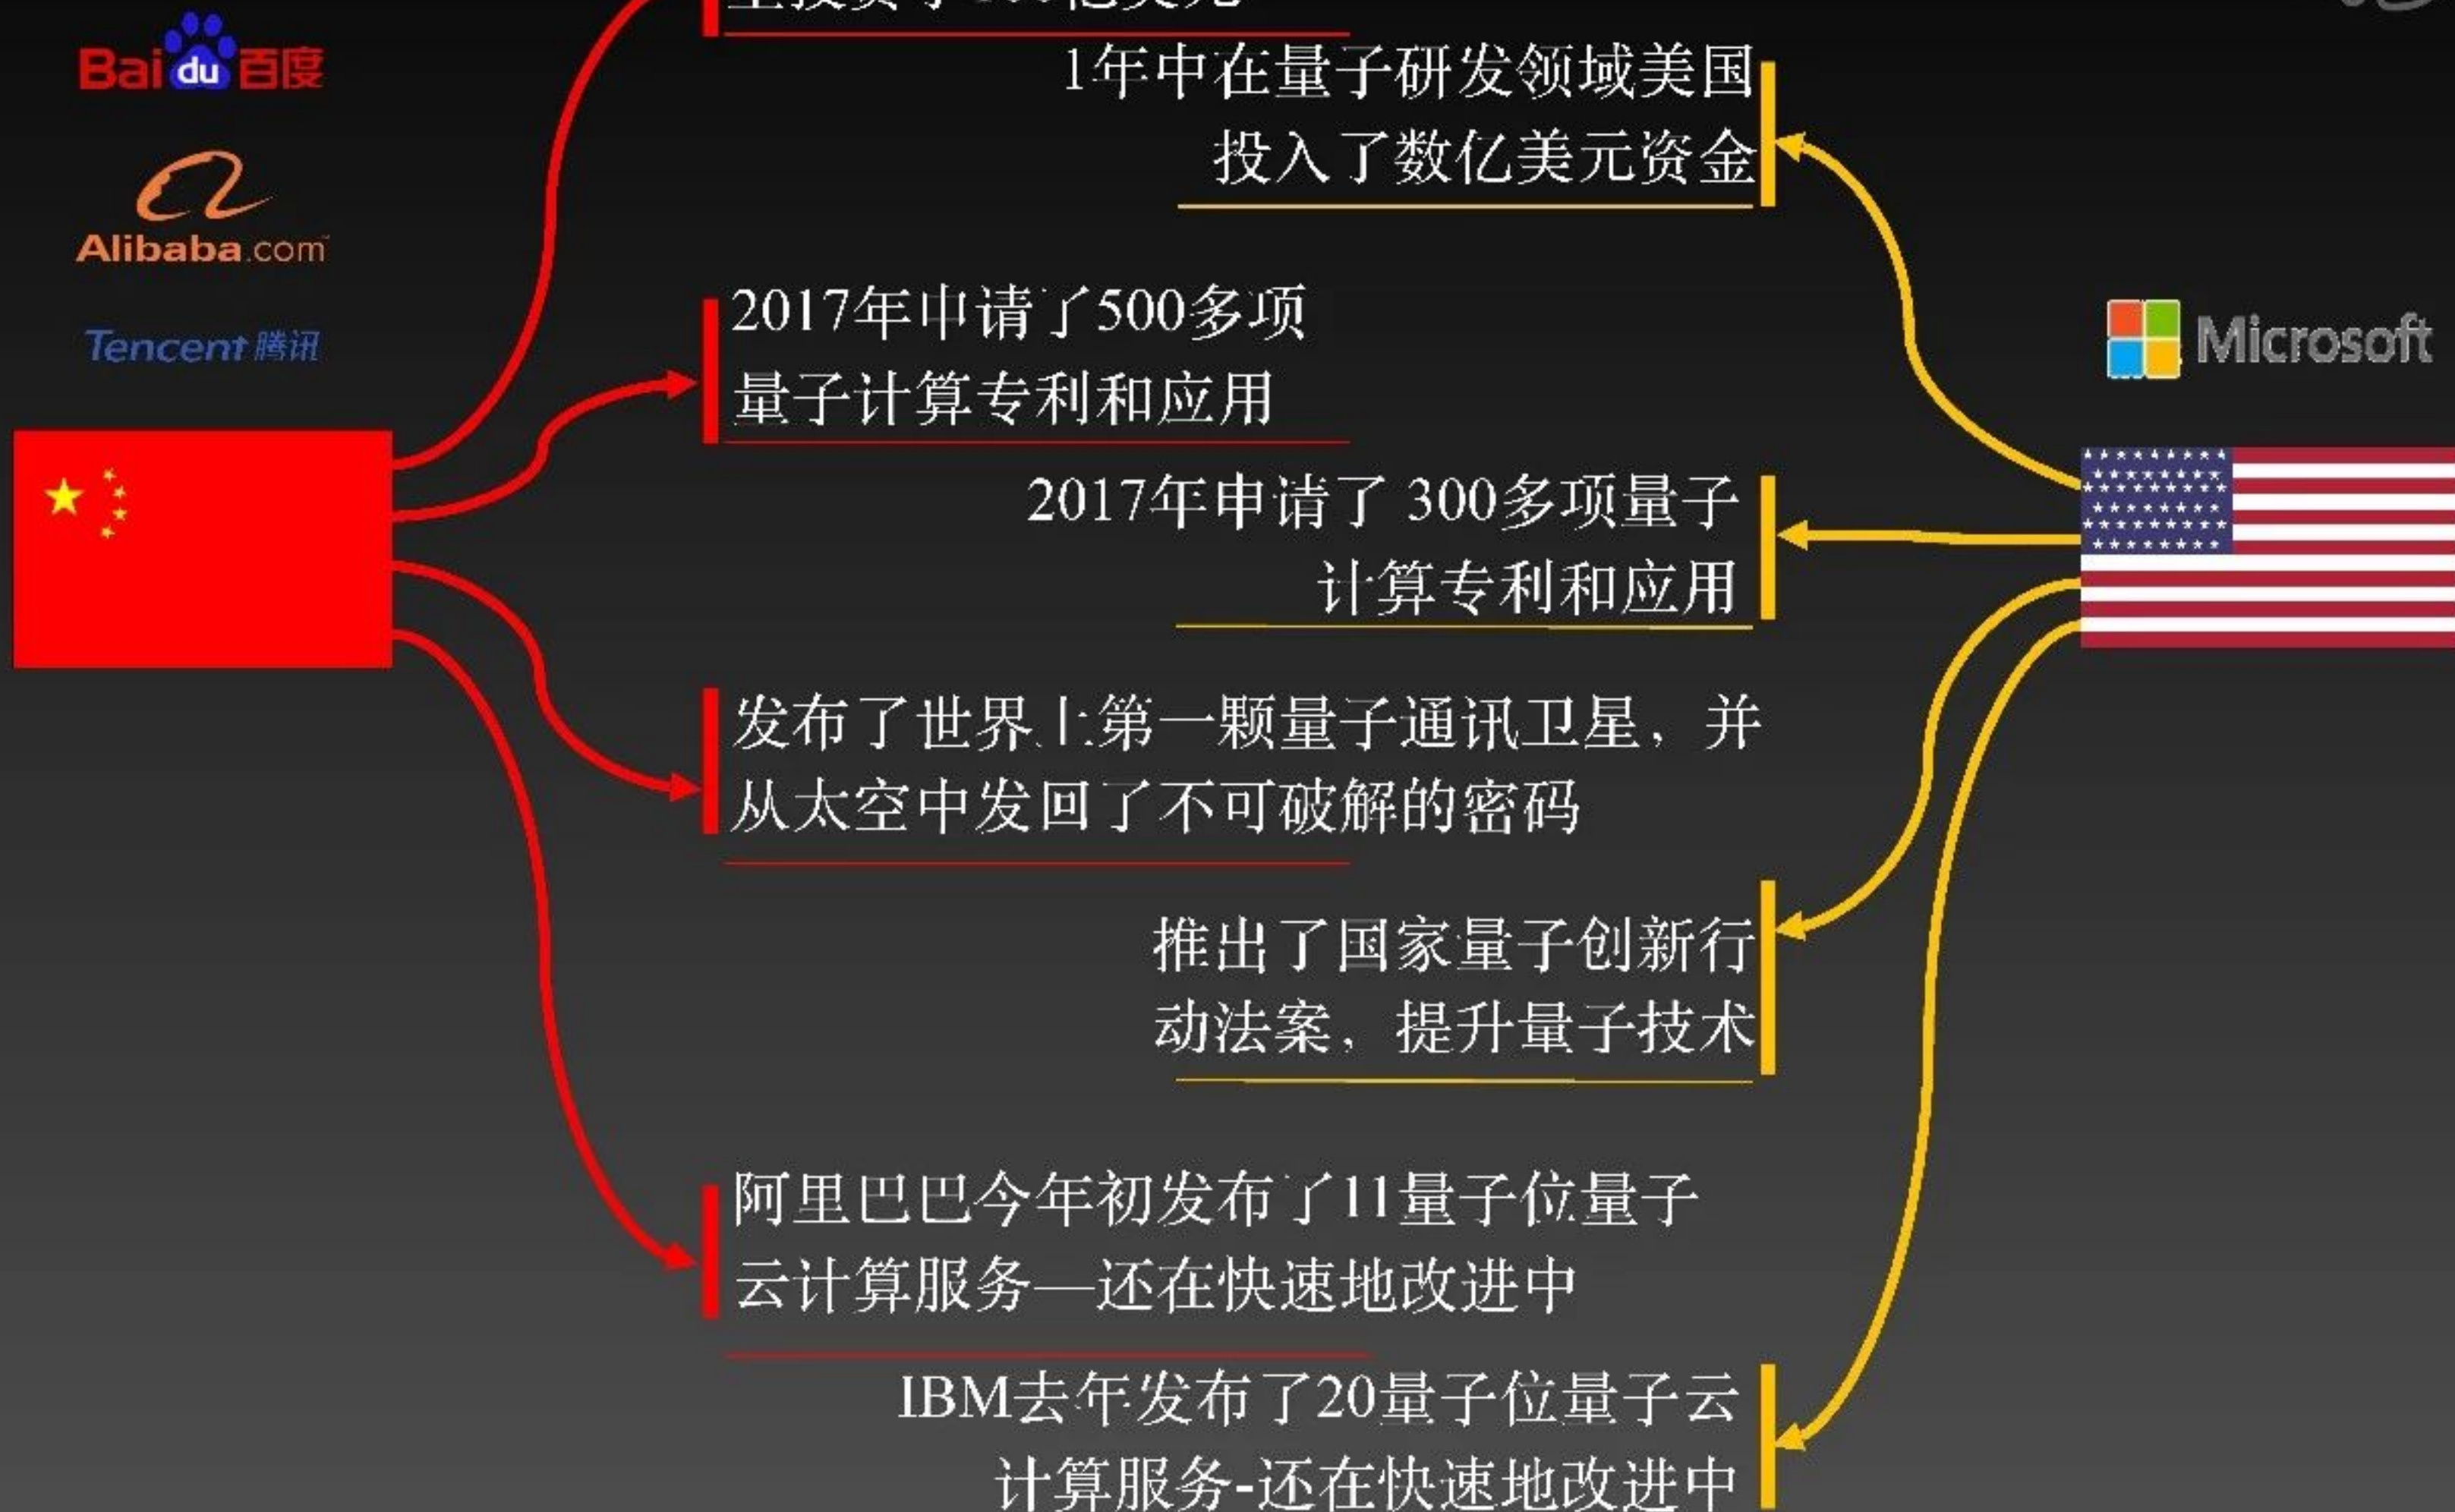 Bai du 百度
Alibaba.com
Tencent 腾讯
1年中在量子研发领域美国
投入了数亿美元资金
2017年申请了500多项
量子计算专利和应用
Microsoft
2017年申请了 300多项量子
计算专利和应用
发布了世界上第一颗量子通讯卫星，并
从太空中发回了不可破解的密码
推出了国家量子创新行
动法案，提升量子技术
阿里巴巴今年初发布了11量子位量子
云计算服务—还在快速地改进中
IBM去年发布了20量子位量子云
计算服务-还在快速地改进中